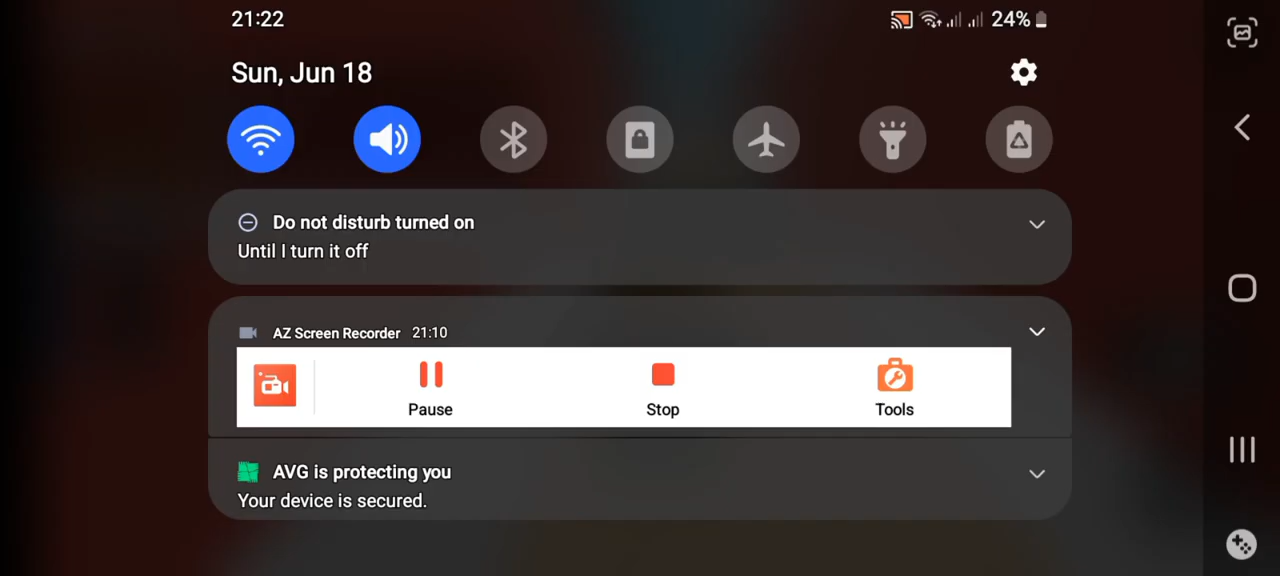 21:22
24%
Sun, Jun 18
Do not disturb turned on
Until I turn it off
AZ Screen Recorder 21:10
Pause
Stop
Tools
AVG is protecting you
Your device is secured.